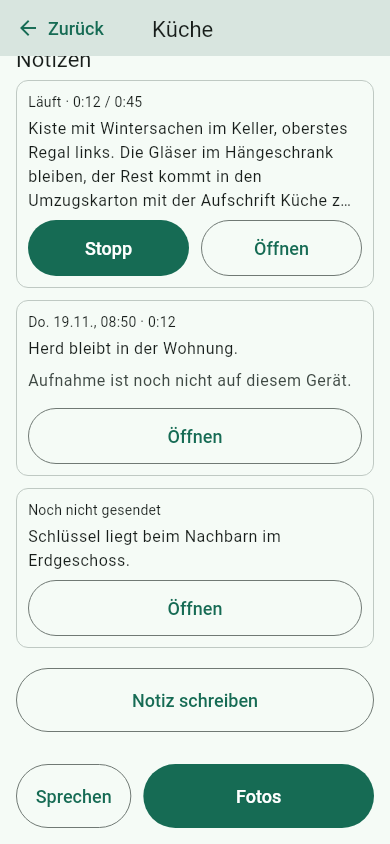 Zurück
Küche
Notizen
Läuft · 0:12 / 0:45
Kiste mit Wintersachen im Keller, oberstes
Regal links. Die Gläser im Hängeschrank
bleiben, der Rest kommt in den
Umzugskarton mit der Aufschrift Küche z…
Stopp
Öffnen
Do. 19.11., 08:50 · 0:12
Herd bleibt in der Wohnung.
Aufnahme ist noch nicht auf diesem Gerät.
Öffnen
Noch nicht gesendet
Schlüssel liegt beim Nachbarn im
Erdgeschoss.
Öffnen
Notiz schreiben
Sprechen
Fotos